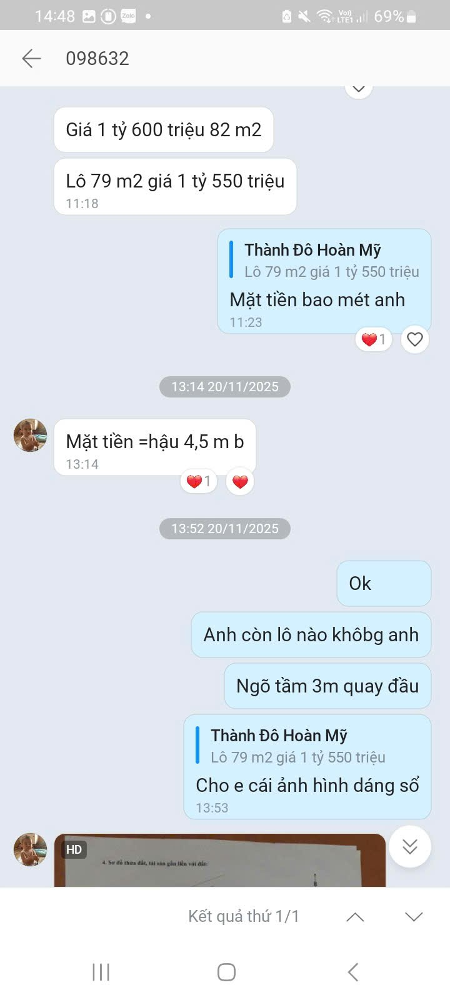 14:48 Zalo Vo) LTE1 69%
098632
Giá 1 tỷ 600 triệu 82 m2
Lô 79 m2 giá 1 tỷ 550 triệu
11:18
Thành Đô Hoàn Mỹ
Lô 79 m2 giá 1 tỷ 550 triệu
Mặt tiền bao mét anh
11:23
1
13:14 20/11/2025
Mặt tiền =hậu 4,5 m b
13:14
1
13:52 20/11/2025
Ok
Anh còn lô nào khôbg anh
Ngõ tầm 3m quay đầu
Thành Đô Hoàn Mỹ
Lô 79 m2 giá 1 tỷ 550 triệu
Cho e cái ảnh hình dáng sổ
13:53
HD
4. Sơ đồ thửa đất, tài sản gắn liền với đất:
Kết quả thứ 1/1